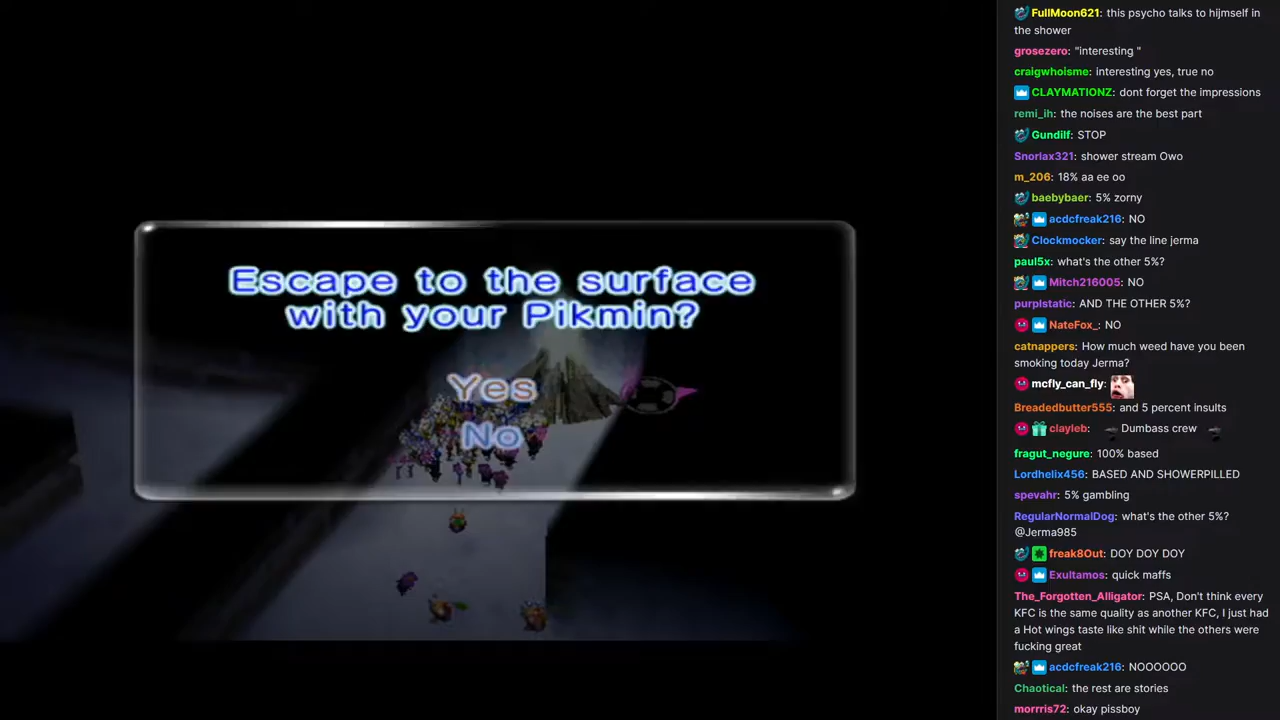 Escape to the surface
with your Pikmin?
Yes
No
FullMoon621: this psycho talks to hijmself in
the shower
grosezero: "interesting "
craigwhoisme: interesting yes, true no
CLAYMATIONZ: dont forget the impressions
remi_ih: the noises are the best part
Gundilf: STOP
Snorlax321: shower stream Owo
m_206: 18% aa ee oo
baebybaer: 5% zorny
acdcfreak216: NO
Clockmocker: say the line jerma
paul5x: what's the other 5%?
Mitch216005: NO
purplstatic: AND THE OTHER 5%?
NateFox_: NO
catnappers: How much weed have you been
smoking today Jerma?
mcfly_can_fly:
Breadedbutter555: and 5 percent insults
clayleb: Dumbass crew
fragut_negure: 100% based
Lordhelix456: BASED AND SHOWERPILLED
spevahr: 5% gambling
RegularNormalDog: what's the other 5%?
@Jerma985
freak8Out: DOY DOY DOY
Exultamos: quick maffs
The_Forgotten_Alligator: PSA, Don't think every
KFC is the same quality as another KFC, I just had
a Hot wings taste like shit while the others were
fucking great
acdcfreak216: NOOOOOO
Chaotical: the rest are stories
morrris72: okay pissboy